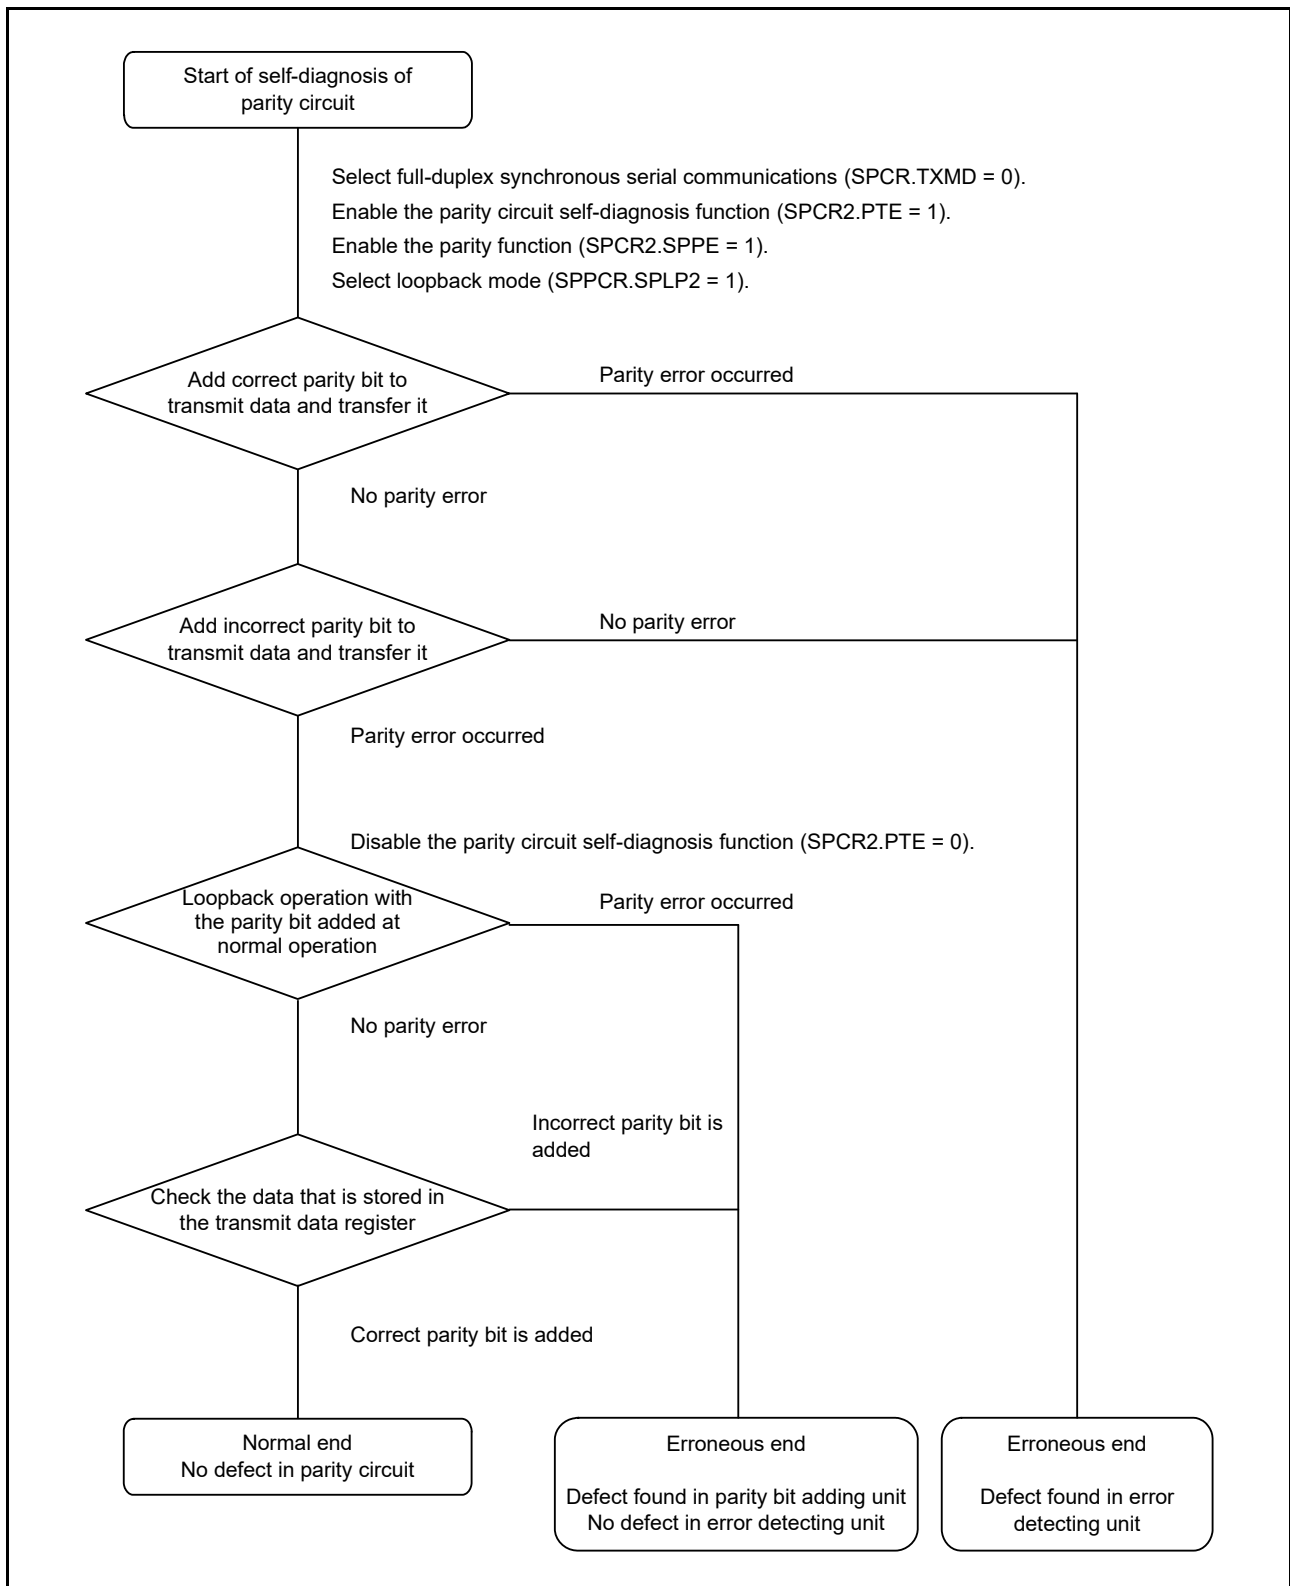 Start of self-diagnosis of
parity circuit
Select full-duplex synchronous serial communications (SPCR.TXMD = 0).
Enable the parity circuit self-diagnosis function (SPCR2.PTE = 1).
Enable the parity function (SPCR2.SPPE = 1).
Select loopback mode (SPPCR.SPLP2 = 1).
Add correct parity bit to
transmit data and transfer it
Parity error occurred
No parity error
Add incorrect parity bit to
transmit data and transfer it
No parity error
Parity error occurred
Disable the parity circuit self-diagnosis function (SPCR2.PTE = 0).
Loopback operation with
the parity bit added at
normal operation
Parity error occurred
No parity error
Incorrect parity bit is
added
Check the data that is stored in
the transmit data register
Correct parity bit is added
Normal end
No defect in parity circuit
Erroneous end
Defect found in parity bit adding unit
No defect in error detecting unit
Erroneous end
Defect found in error
detecting unit